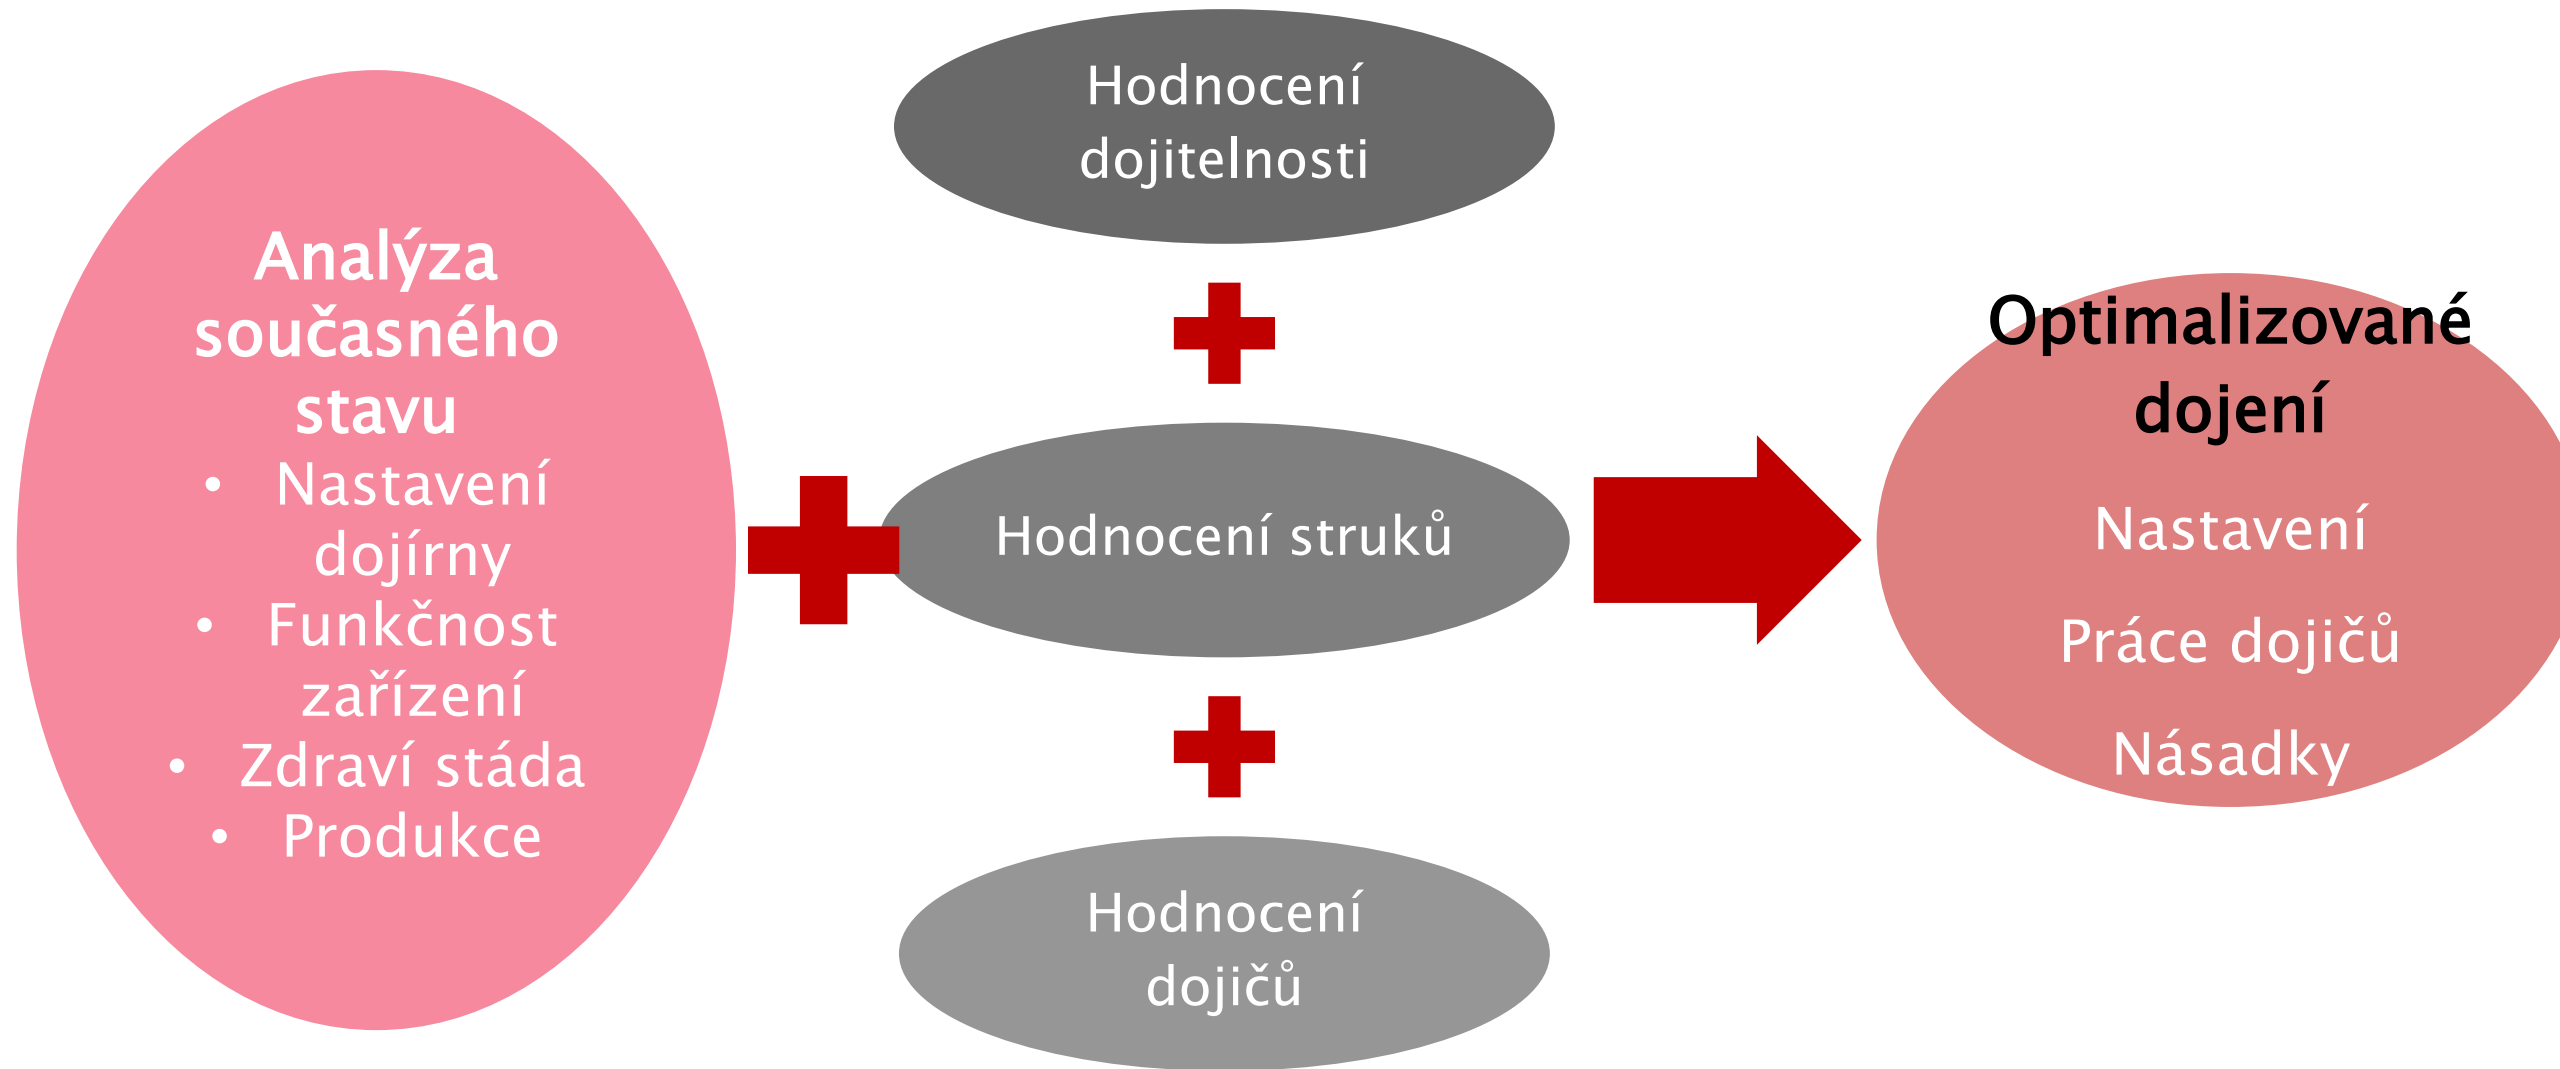 Analýza
současného
stavu
• Nastavení
dojírny
• Funkčnost
zařízení
• Zdraví stáda
• Produkce
Hodnocení
dojitelnosti
Hodnocení struků
Hodnocení
dojičů
Optimalizované
dojení
Nastavení
Práce dojičů
Násadky